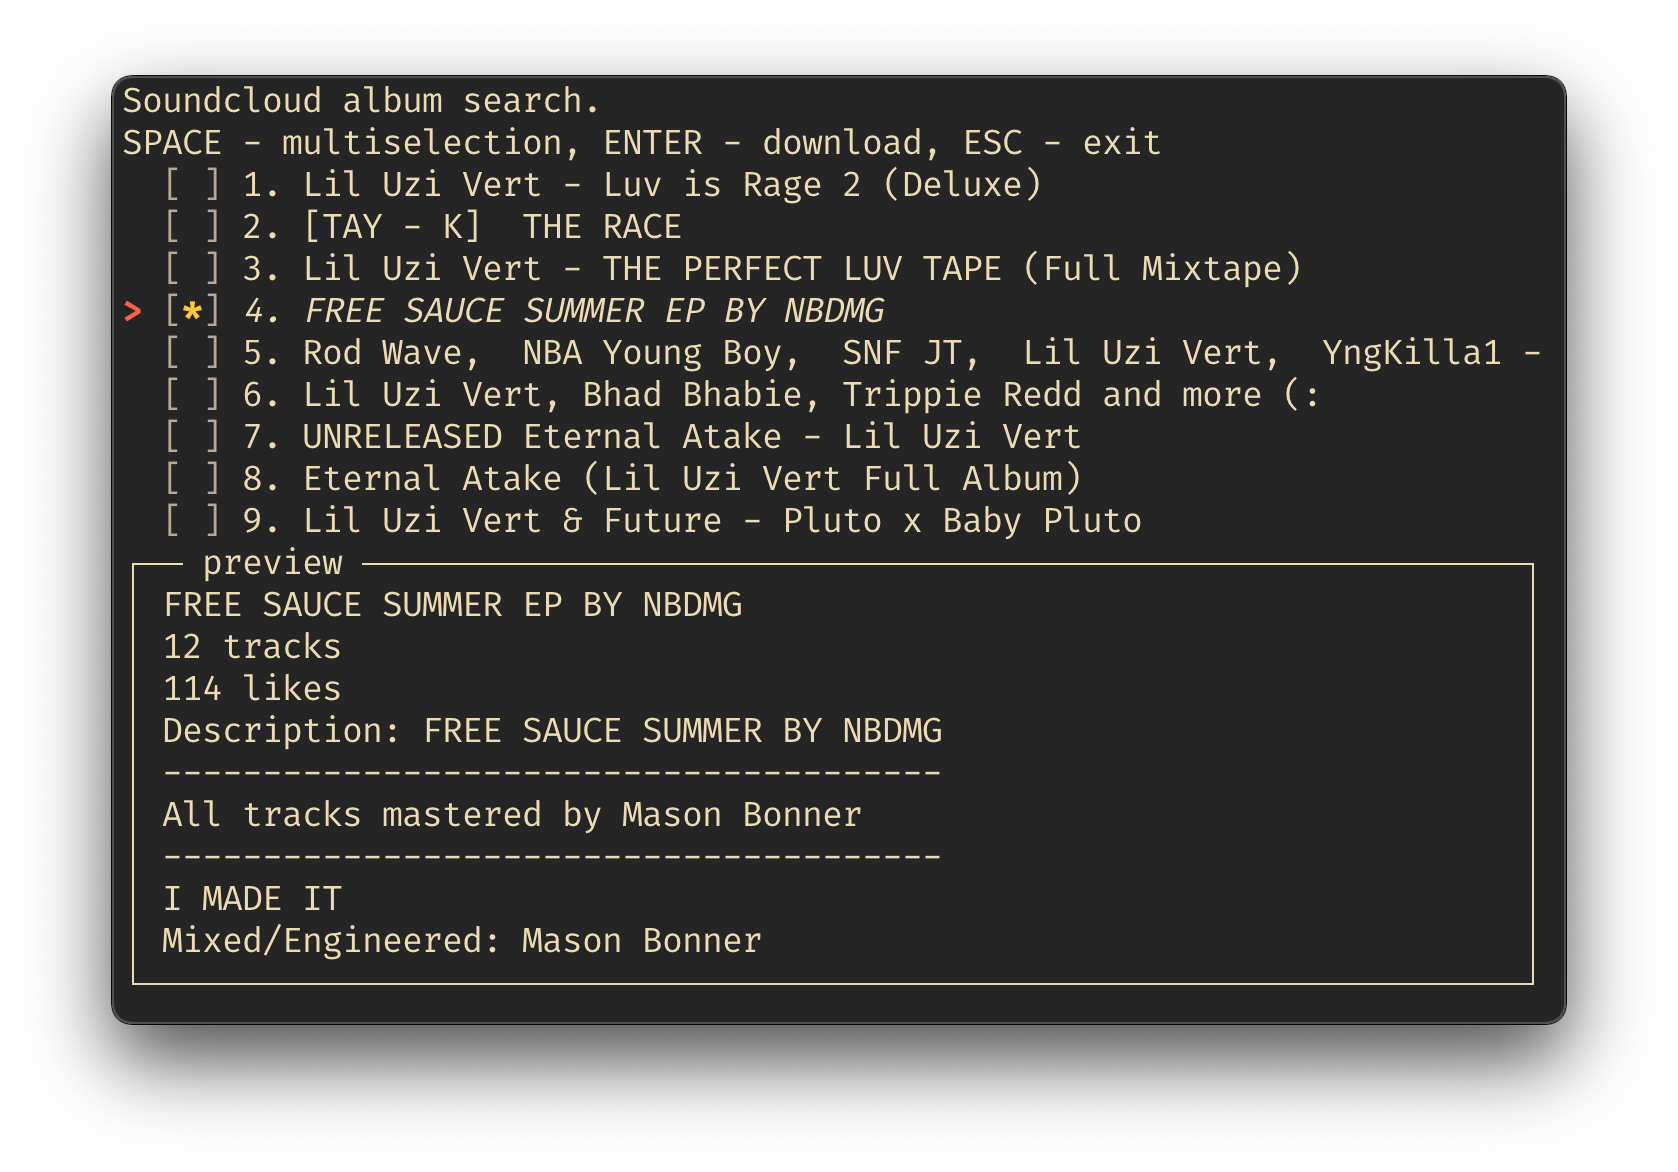 Soundcloud album search.
SPACE - multiselection, ENTER - download, ESC - exit
[ ] 1. Lil Uzi Vert - Luv is Rage 2 (Deluxe)
[ ] 2. [TAY - K]  THE RACE
[ ] 3. Lil Uzi Vert - THE PERFECT LUV TAPE (Full Mixtape)
> [*] 4. FREE SAUCE SUMMER EP BY NBDMG
[ ] 5. Rod Wave,  NBA Young Boy,  SNF JT,  Lil Uzi Vert,  YngKilla1 -
[ ] 6. Lil Uzi Vert, Bhad Bhabie, Trippie Redd and more (:
[ ] 7. UNRELEASED Eternal Atake - Lil Uzi Vert
[ ] 8. Eternal Atake (Lil Uzi Vert Full Album)
[ ] 9. Lil Uzi Vert & Future - Pluto x Baby Pluto
preview
FREE SAUCE SUMMER EP BY NBDMG
12 tracks
114 likes
Description: FREE SAUCE SUMMER BY NBDMG
---------------------------------------
All tracks mastered by Mason Bonner
---------------------------------------
I MADE IT
Mixed/Engineered: Mason Bonner